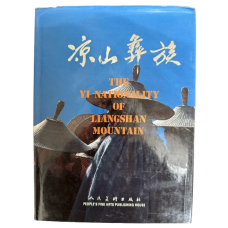 凉山彝族
THE
YI NATIONALITY
OF
LIANGSHAN
MOUNTAIN
人民美術出版社
PEOPLE'S FINE ARTS PUBLISHING HOUSE